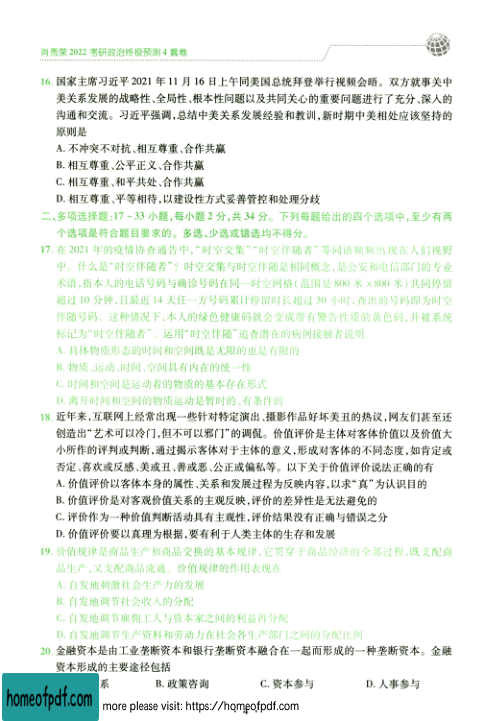 肖秀荣 2022 考研政治终极预测 4 套卷
16. 国家主席习近平 2021 年 11 月 16 日上午同美国总统拜登举行视频会晤。双方就事关中
美关系发展的战略性、全局性、根本性问题以及共同关心的重要问题进行了充分、深入的
沟通和交流。习近平强调,总结中美关系发展经验和教训,新时期中美相处应该坚持的
原则是
A. 不冲突不对抗、相互尊重、合作共赢
B. 相互尊重、公平正义、合作共赢
C. 相互尊重、和平共处、合作共赢
D. 相互尊重、平等相待,以建设性方式妥善管控和处理分歧
二、多项选择题:17～33 小题,每小题 2 分,共 34 分。下列每题给出的四个选项中,至少有两
个选项是符合题目要求的。多选、少选或错选均不得分。
17. 在 2021 年的疫情协查通告中,“时空交集”“时空伴随者”等词语频频出现在人们视野
中。什么是“时空伴随者”？时空交集与时空伴随是相同概念,是公安和电信部门的专业
术语,指本人的电话号码与确诊号码在同一时空网格(范围是 800 米×800 米)共同停留
超过 10 分钟,且最近 14 天任一方号码累计停留时长超过 30 小时,查出的号码即为时空
伴随号码。这种情况下,本人的绿色健康码就会变成带有警告性质的黄色码,并被系统
标记为“时空伴随者”。运用“时空伴随”追查潜在的病例接触者说明
A. 具体物质形态的时间和空间既是无限的也是有限的
B. 物质、运动、时间、空间具有内在的统一性
C. 时间和空间是运动着的物质的基本存在形式
D. 离开时间和空间的物质运动是暂时的、有条件的
18. 近年来,互联网上经常出现一些针对特定演出、摄影作品好坏美丑的热议,网友们甚至还
创造出“艺术可以冷门,但不可以邪门”的调侃。价值评价是主体对客体价值以及价值大
小所作的评判或判断,通过揭示客体对于主体的意义,形成对客体的不同态度,如肯定或
否定、喜欢或反感、美或丑、善或恶、公正或偏私等。以下关于价值评价说法正确的有
A. 价值评价以客体本身的属性、关系和发展过程为反映内容,以求“真”为认识目的
B. 价值评价是对客观价值关系的主观反映,评价的差异性是无法避免的
C. 评价作为一种价值判断活动具有主观性,评价结果没有正确与错误之分
D. 价值评价要以真理为根据,要有利于人类主体的生存和发展
19. 价值规律是商品生产和商品交换的基本规律,它贯穿于商品经济的全部过程,既支配商
品生产,又支配商品流通。价值规律的作用表现在
A. 自发地刺激社会生产力的发展
B. 自发地调节社会收入的分配
C. 自发地调节雇佣工人与资本家之间的利益再分配
D. 自发地调节生产资料和劳动力在社会各生产部门之间的分配比例
20. 金融资本是由工业垄断资本和银行垄断资本融合在一起而形成的一种垄断资本。金融
资本形成的主要途径包括
系 B. 政策咨询 C. 资本参与 D. 人事参与
4
homeofpdf.com more please visit: https://homeofpdf.com